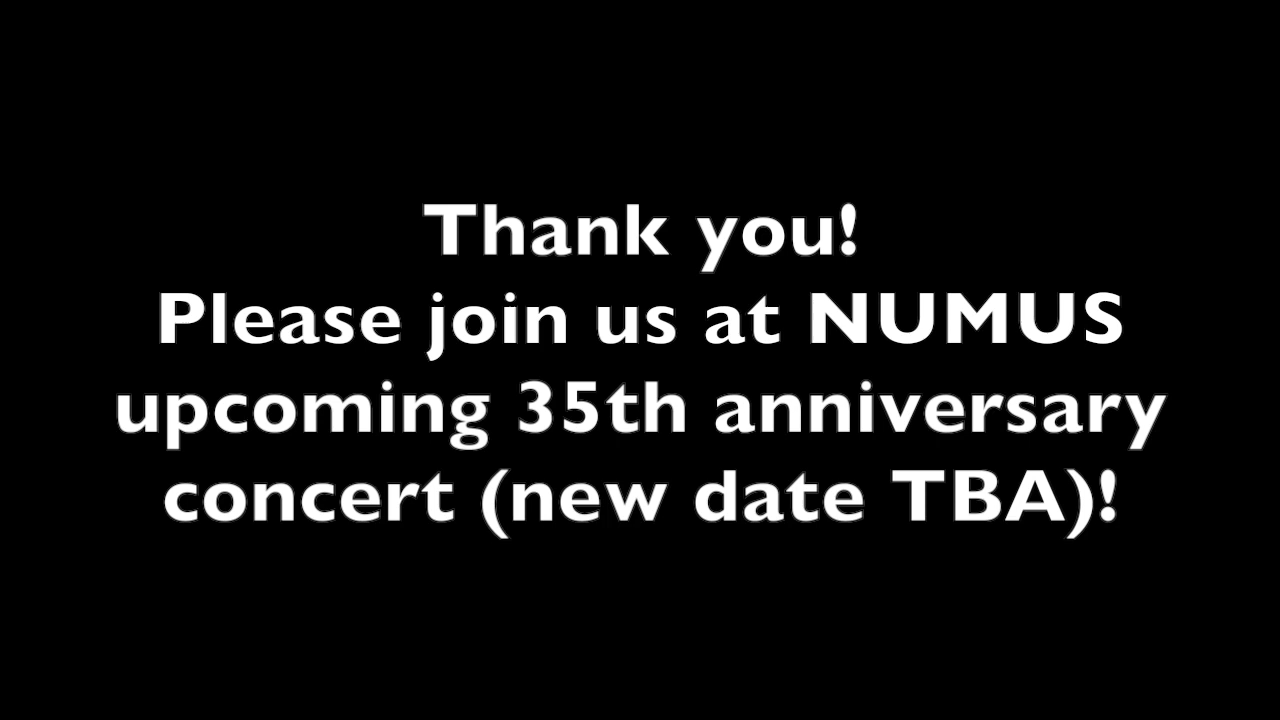 Thank you!
Please join us at NUMUS
upcoming 35th anniversary
concert (new date TBA)!